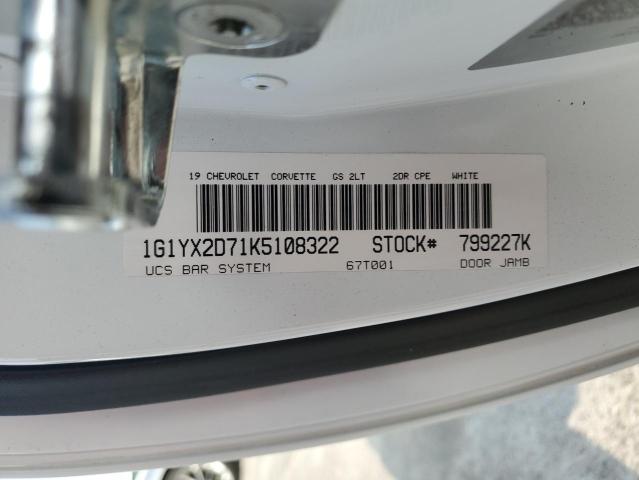 19 CHEVROLET CORVETTE GS 2LT 2DR CPE WHITE
1G1YX2D71K5108322 STOCK# 799227K
UCS BAR SYSTEM 67T001 DOOR JAMB